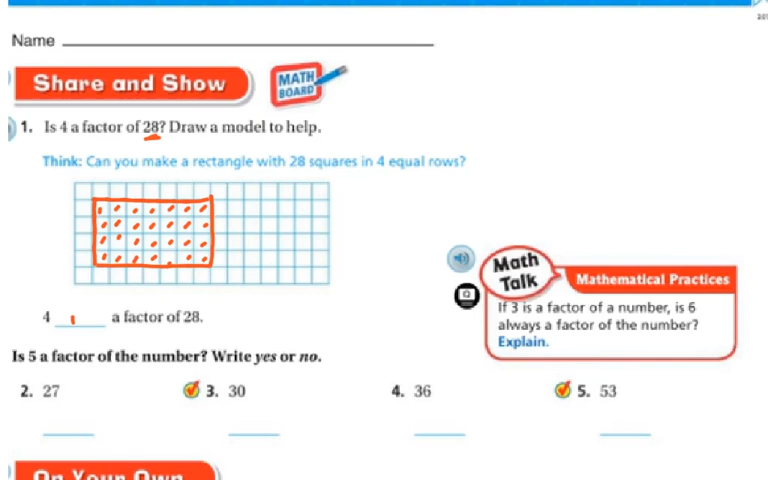 Name
Share and Show
MATH
BOARD
1. Is 4 a factor of 28? Draw a model to help.
Think: Can you make a rectangle with 28 squares in 4 equal rows?
4 ______ a factor of 28.
Math
Talk
Mathematical Practices
If 3 is a factor of a number, is 6
always a factor of the number?
Explain.
Is 5 a factor of the number? Write yes or no.
2. 27 3. 30 4. 36 5. 53
On Your Own